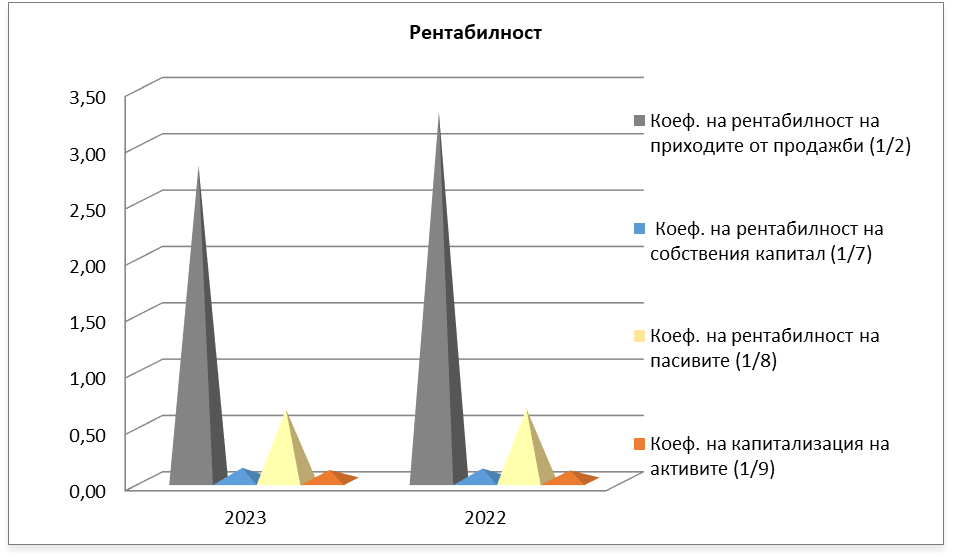 Рентабилност
3,50
3,00
2,50
2,00
1,50
1,00
0,50
0,00
2023
2022
Коеф. на рентабилност на
приходите от продажби (1/2)
Коеф. на рентабилност на
собствения капитал (1/7)
Коеф. на рентабилност на
пасивите (1/8)
Коеф. на капитализация на
активите (1/9)